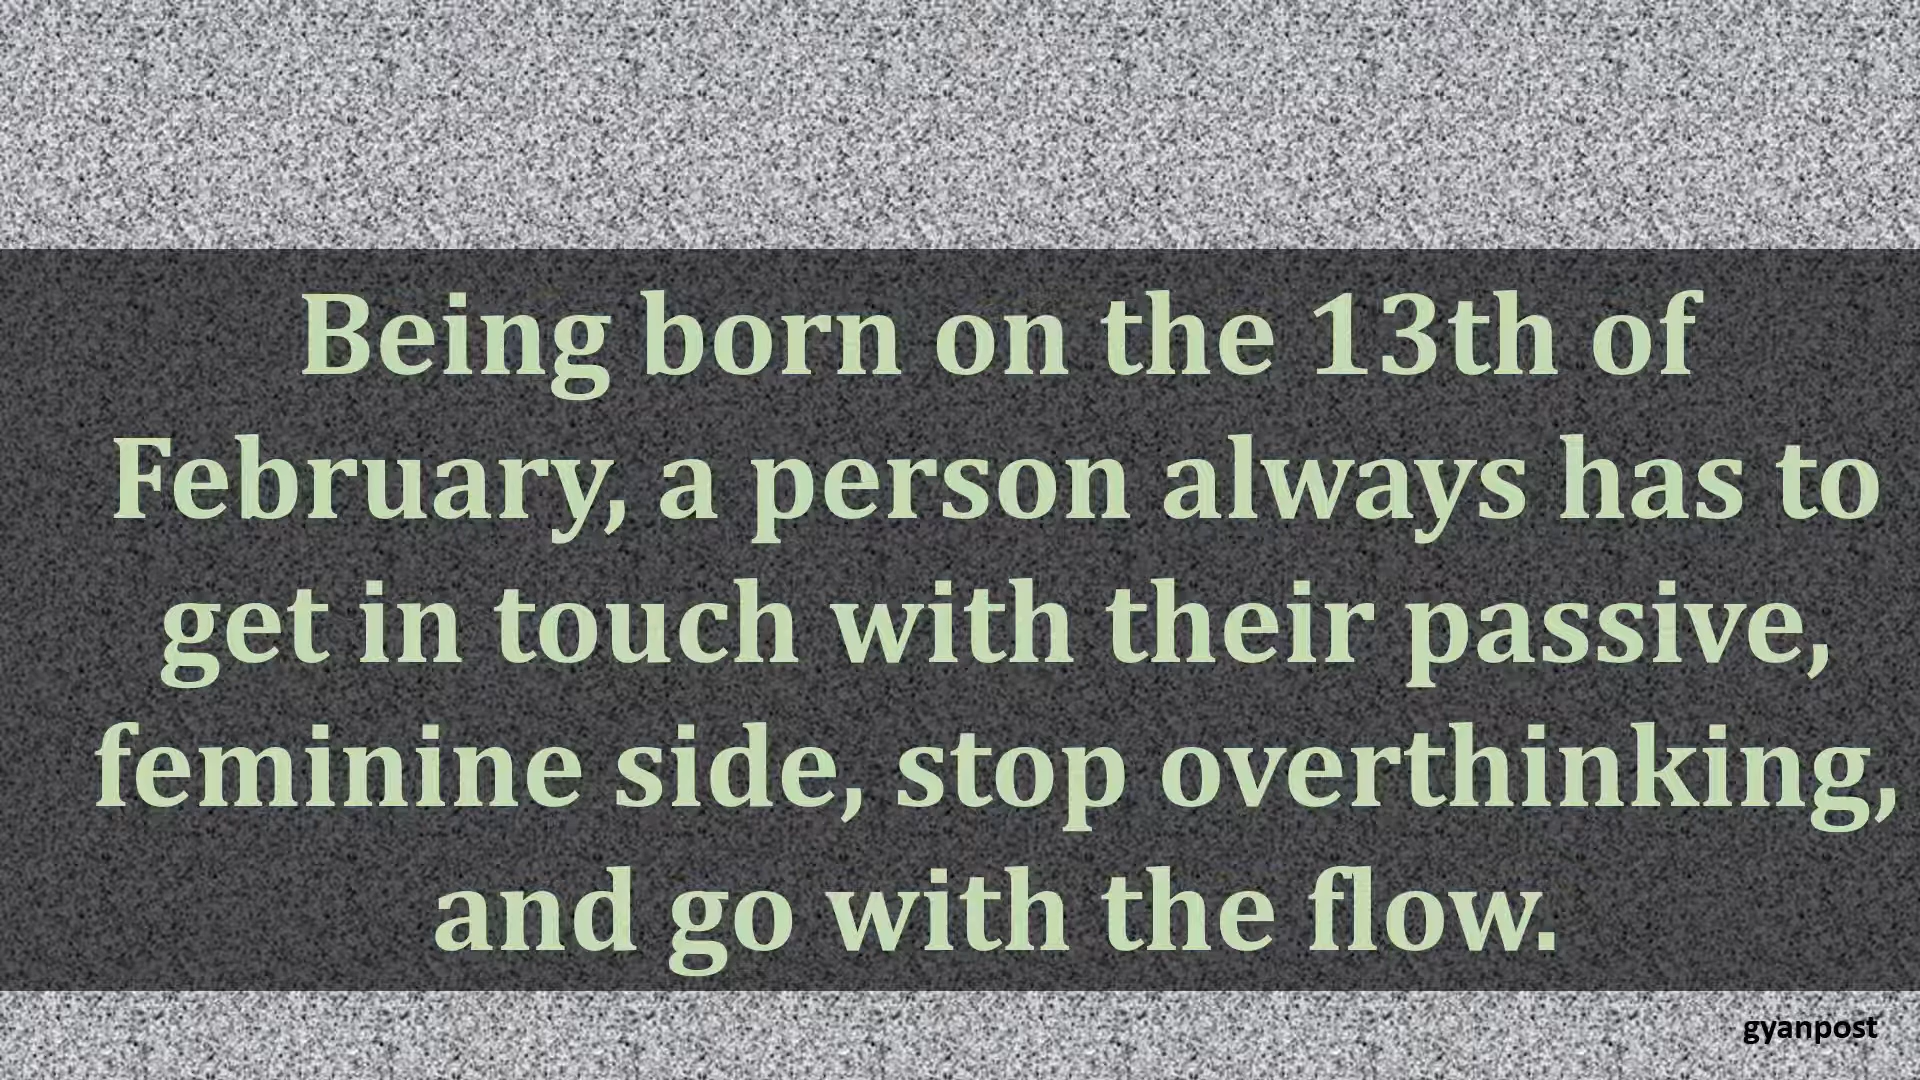 Being born on the 13th of
February, a person always has to
get in touch with their passive,
feminine side, stop overthinking,
and go with the flow.
gyanpost